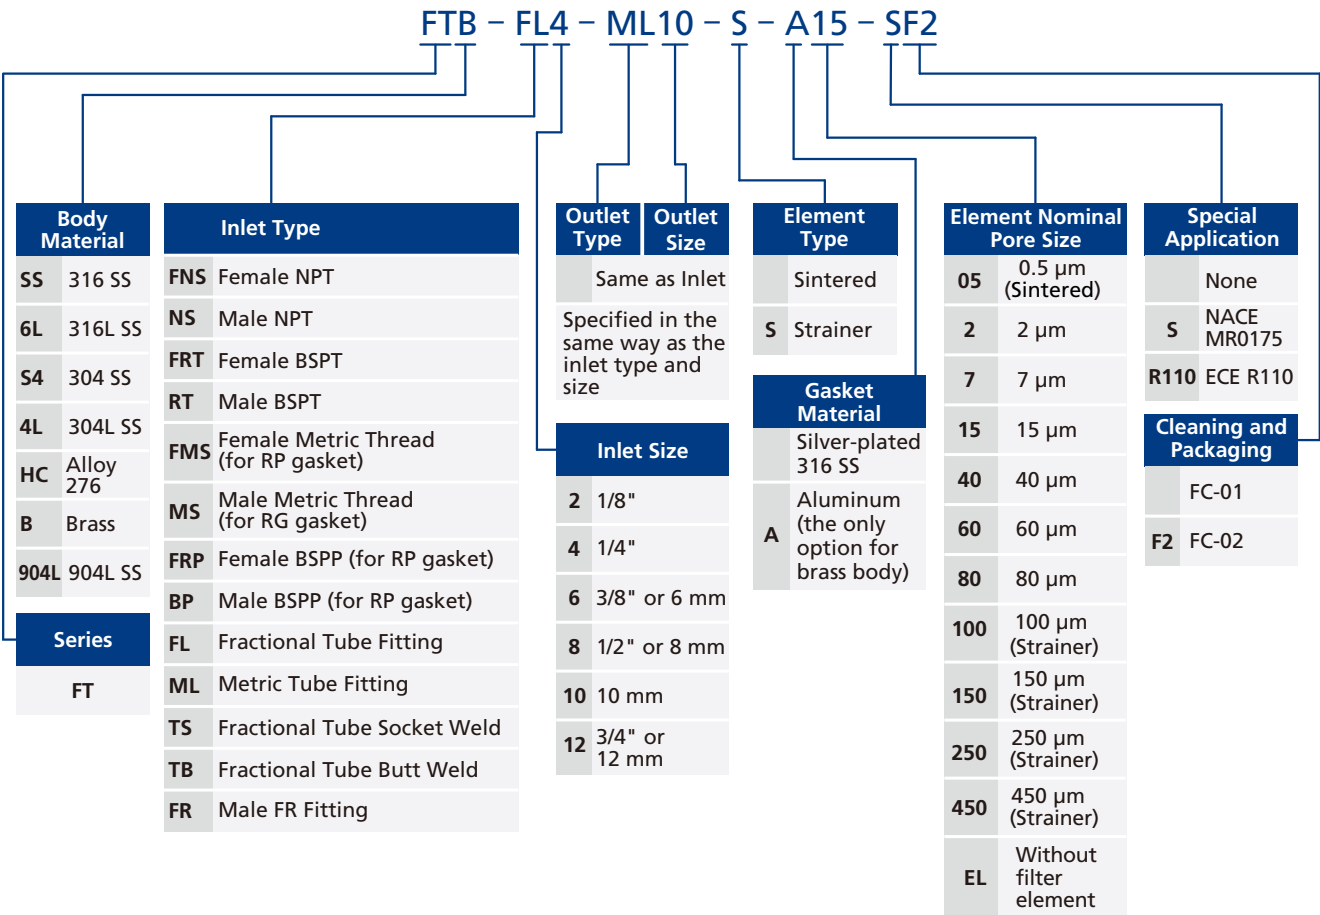 FTB – FL4 – ML10 – S – A15 – SF2
Body
Material
SS 316 SS
6L 316L SS
S4 304 SS
4L 304L SS
HC Alloy
276
B Brass
904L 904L SS
Series
FT
Inlet Type
FNS Female NPT
NS Male NPT
FRT Female BSPT
RT Male BSPT
FMS Female Metric Thread
(for RP gasket)
MS Male Metric Thread
(for RG gasket)
FRP Female BSPP (for RP gasket)
BP Male BSPP (for RP gasket)
FL Fractional Tube Fitting
ML Metric Tube Fitting
TS Fractional Tube Socket Weld
TB Fractional Tube Butt Weld
FR Male FR Fitting
Outlet
Type
Outlet
Size
Same as Inlet
Specified in the
same way as the
inlet type and
size
Inlet Size
2 1/8"
4 1/4"
6 3/8" or 6 mm
8 1/2" or 8 mm
10 10 mm
12 3/4" or
12 mm
Element
Type
Sintered
S Strainer
Gasket
Material
Silver-plated
316 SS
A Aluminum
(the only
option for
brass body)
Element Nominal
Pore Size
05 0.5 µm
(Sintered)
2 2 µm
7 7 µm
15 15 µm
40 40 µm
60 60 µm
80 80 µm
100 100 µm
(Strainer)
150 150 µm
(Strainer)
250 250 µm
(Strainer)
450 450 µm
(Strainer)
EL Without
filter
element
Special
Application
None
S NACE
MR0175
R110 ECE R110
Cleaning and
Packaging
FC-01
F2 FC-02